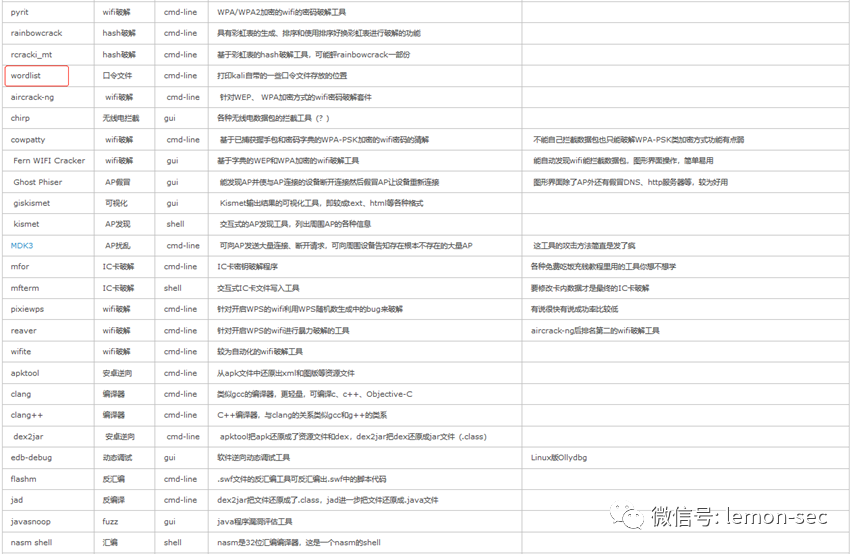 pyrit wifi破解 cmd-line WPA/WPA2加密的wifi的密码破解工具
rainbowcrack hash破解 cmd-line 具有彩虹表的生成、排序和使用排序好换彩虹表进行破解的功能
rcracki_mt hash破解 cmd-line 基于彩虹表的hash破解工具，可能野rainbowcrack一部份
wordlist 口令文件 cmd-line 打印kali自带的一些口令文件存放的位置
aircrack-ng wifi破解 cmd-line 针对WEP、 WPA加密方式的wifi密码破解套件
chirp 无线电拦截 gui 各种无线电数据包的拦截工具（？）
cowpatty wifi破解 cmd-line 基于已捕获握手包和密码字典的WPA-PSK加密的wifi密码的猜解 不能自己拦截数据包也只能破解WPA-PSK类加密方式功能有点弱
Fern WIFI Cracker wifi破解 gui 基于字典的WEP和WPA加密的wifi破解工具 能自动发现wifi能拦截数据包，图形界面操作，简单易用
Ghost Phiser AP假冒 gui 能发现AP并使与AP连接的设备断开连接然后假冒AP让设备重新连接 图形界面除了AP外还有假冒DNS、http服务器等，较为好用
giskismet 可视化 gui Kismet输出结果的可视化工具，即较成txt、html等各种格式
kismet AP发现 shell 交互式的AP发现工具，列出周围AP的各种信息
MDK3 AP扰乱 cmd-line 可向AP发送大量连接、断开请求，可向周围设备告知存在根本不存在的大量AP 这工具的攻击方法简直是发了疯
mfor IC卡破解 cmd-line IC卡密钥破解程序 各种免费吃饭充钱教程里用的工具你想不想学
mfterm IC卡破解 shell 交互式IC卡文件写入工具 要修改卡内数据才是最终的IC卡破解
pixiewps wifi破解 cmd-line 针对开启WPS的wifi利用WPS随机数生成中的bug来破解 有说很快有说成功率比较低
reaver wifi破解 cmd-line 针对开启WPS的wifi进行暴力破解的工具 aircrack-ng后排名第二的wifi破解工具
wifite wifi破解 cmd-line 较为自动化的wifi破解工具
apktool 安卓逆向 cmd-line 从apk文件中还原出xml和图版等资源文件
clang 编译器 cmd-line 类似gcc的编译器，更轻量，可编译c、c++、Objective-C
clang++ 编译器 cmd-line C++编译器，与clang的关系类似gcc和g++的类系
dex2jar 安卓逆向 cmd-line apktool把apk还原成了资源文件和dex，dex2jar把dex还原成jar文件（.class）
edb-debug 动态调试 gui 软件逆向动态调试工具 Linux版Ollydbg
flashm 反汇编 cmd-line .swf文件的反汇编工具可反汇编出.swf中的脚本代码
jad 反编译 cmd-line dex2jar把文件还原成了.class，jad进一步把文件还原成.java文件
javasnoop fuzz gui java程序漏洞评估工具
nasm shell 汇编 shell nasm是32位汇编编译器，这是一个nasm的shell
微信号: lemon-sec